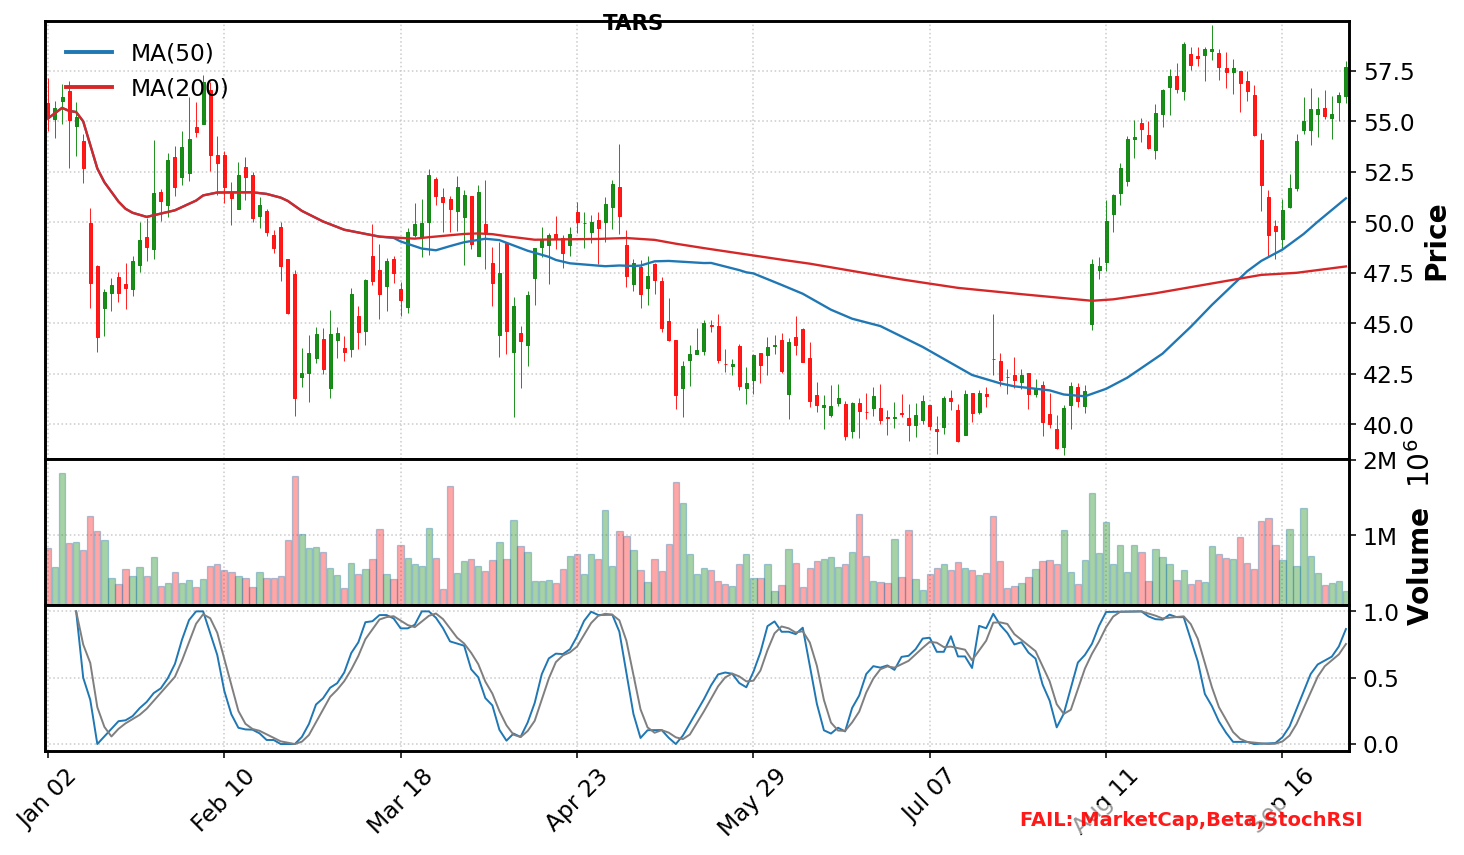 TARS
MA(50)
MA(200)
57.5
55.0
52.5
50.0
47.5
45.0
42.5
40.0
Price
2M
1M
Volume 10^6
1.0
0.5
0.0
Jan 02
Feb 10
Mar 18
Apr 23
May 29
Jul 07
Aug 11
Sep 16
FAIL: MarketCap,Beta,StochRSI